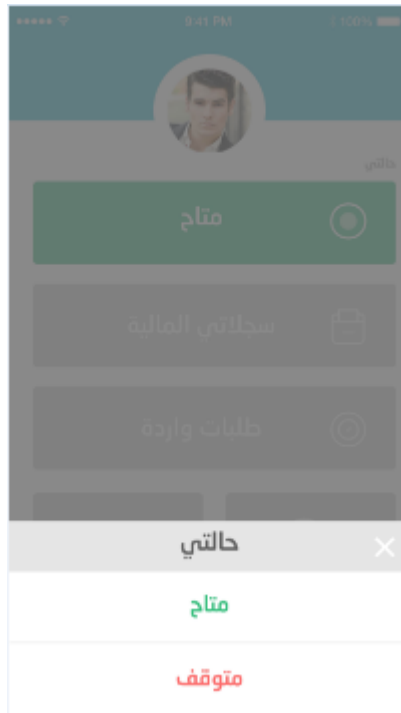 9:41 PM
100%
حالتي
متاح
سجلاتي المالية
طلبات واردة
حالتي
متاح
متوقف